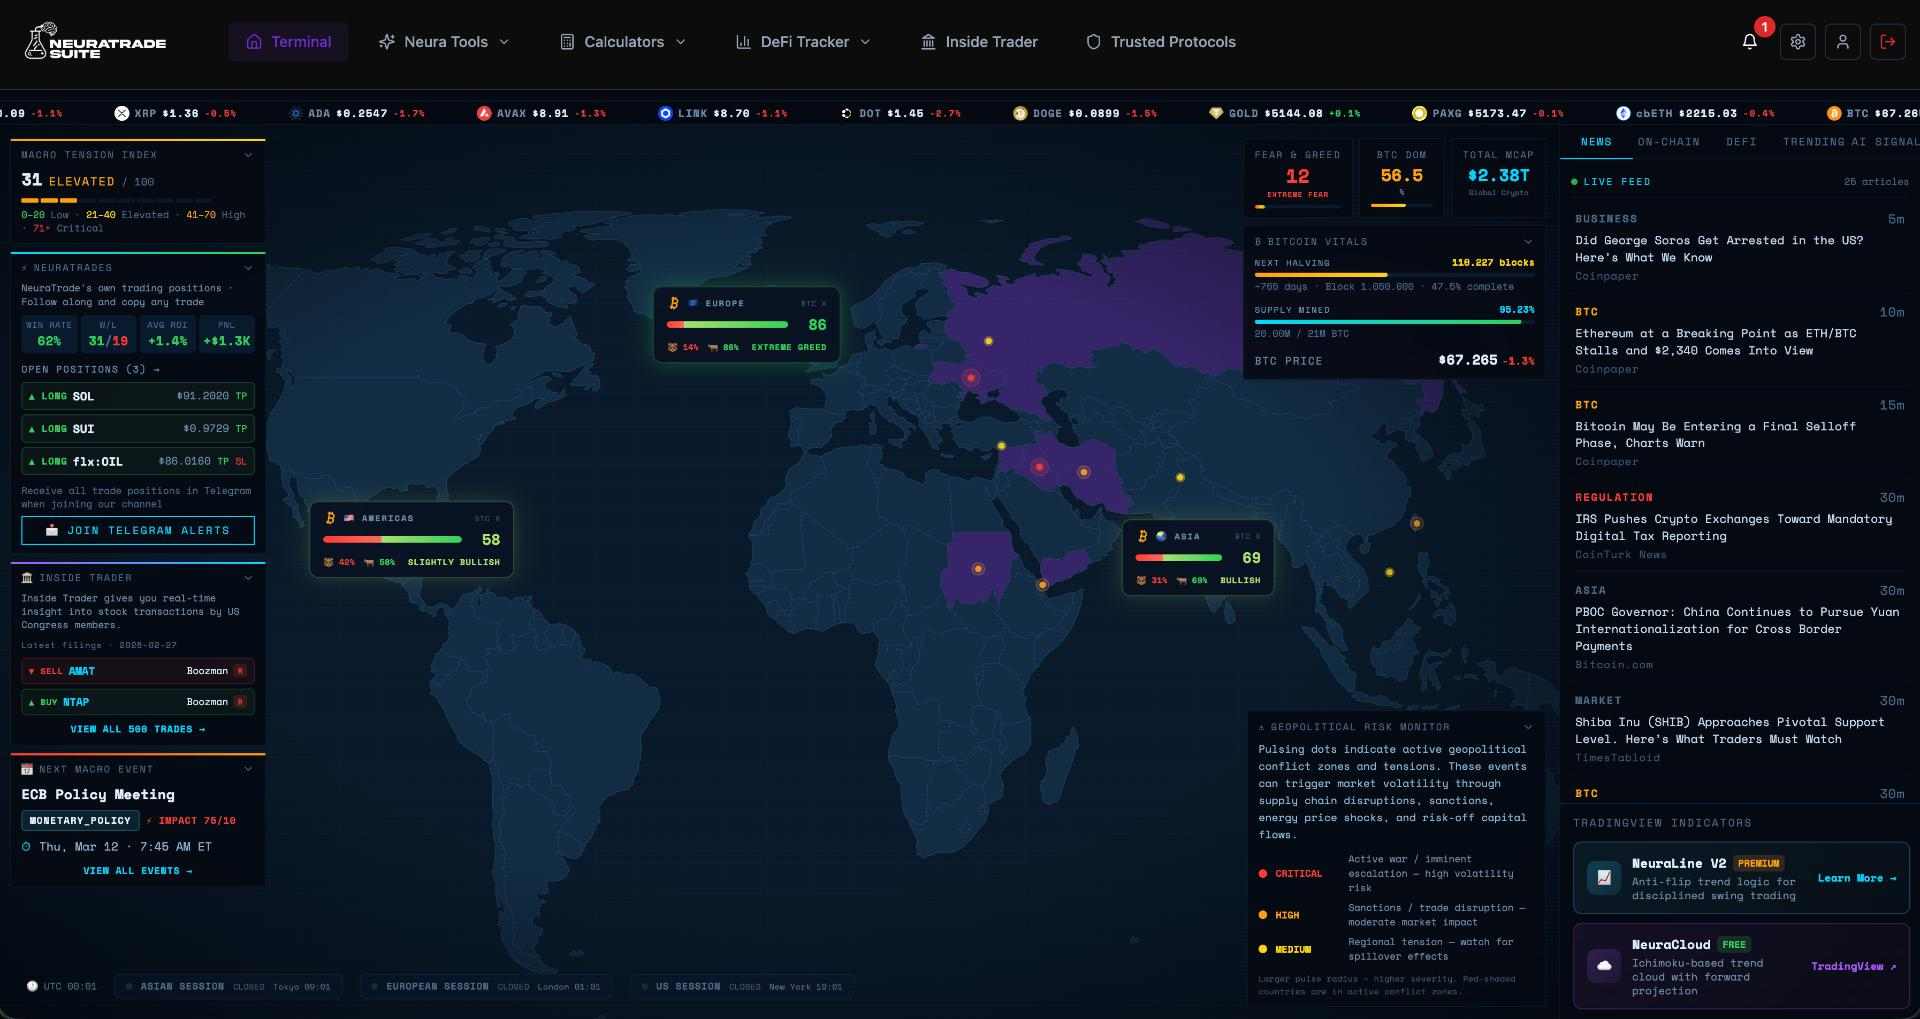 NEURATRADE
SUITE
Terminal
Neura Tools
Calculators
DeFi Tracker
Inside Trader
Trusted Protocols
1
0.09 -1.1%
XRP $1.36 -0.5%
ADA $0.2547 -1.7%
AVAX $8.91 -1.3%
LINK $8.70 -1.1%
DOT $1.45 -2.7%
DOGE $0.0899 -1.5%
GOLD $5144.08 +0.1%
PAXG $5173.47 -0.1%
cbETH $2215.03 -0.4%
BTC $67.26
MACRO TENSION INDEX
31 ELEVATED / 100
0-20 Low · 21-40 Elevated · 41-70 High
· 71+ Critical
⚡ NEURATRADES
NeuraTrade's own trading positions ·
Follow along and copy any trade
WIN RATE
62%
W/L
31/19
AVG ROI
+1.4%
PNL
+$1.3K
OPEN POSITIONS (3) →
▲ LONG SOL $91.2020 TP
▲ LONG SUI $0.9729 TP
▲ LONG flx:OIL $86.0160 TP SL
Receive all trade positions in Telegram
when joining our channel
JOIN TELEGRAM ALERTS
INSIDE TRADER
Inside Trader gives you real-time
insight into stock transactions by US
Congress members.
Latest filings · 2026-02-27
▼ SELL AMAT Boozman R
▲ BUY NTAP Boozman R
VIEW ALL 500 TRADES →
NEXT MACRO EVENT
ECB Policy Meeting
MONETARY_POLICY ⚡ IMPACT 75/10
Thu, Mar 12 · 7:45 AM ET
VIEW ALL EVENTS →
EUROPE BTC X
86
14% 86% EXTREME GREED
AMERICAS BTC X
58
42% 58% SLIGHTLY BULLISH
ASIA BTC X
69
31% 69% BULLISH
FEAR & GREED
12
EXTREME FEAR
BTC DOM
56.5
%
TOTAL MCAP
$2.38T
Global Crypto
₿ BITCOIN VITALS
NEXT HALVING 110.227 blocks
~765 days · Block 1.050.000 · 47.5% complete
SUPPLY MINED 95.23%
20.00M / 21M BTC
BTC PRICE $67.265 -1.3%
⚠ GEOPOLITICAL RISK MONITOR
Pulsing dots indicate active geopolitical
conflict zones and tensions. These events
can trigger market volatility through
supply chain disruptions, sanctions,
energy price shocks, and risk-off capital
flows.
CRITICAL
Active war / imminent
escalation — high volatility
risk
HIGH
Sanctions / trade disruption —
moderate market impact
MEDIUM
Regional tension — watch for
spillover effects
Larger pulse radius = higher severity. Red-shaded
countries are in active conflict zones.
UTC 00:01
ASIAN SESSION CLOSED Tokyo 09:01
EUROPEAN SESSION CLOSED London 01:01
US SESSION CLOSED New York 19:01
NEWS
ON-CHAIN
DEFI
TRENDING
AI SIGNAL
LIVE FEED 25 articles
BUSINESS 5m
Did George Soros Get Arrested in the US?
Here's What We Know
Coinpaper
BTC 10m
Ethereum at a Breaking Point as ETH/BTC
Stalls and $2,340 Comes Into View
Coinpaper
BTC 15m
Bitcoin May Be Entering a Final Selloff
Phase, Charts Warn
Coinpaper
REGULATION 30m
IRS Pushes Crypto Exchanges Toward Mandatory
Digital Tax Reporting
CoinTurk News
ASIA 30m
PBOC Governor: China Continues to Pursue Yuan
Internationalization for Cross Border
Payments
Bitcoin.com
MARKET 30m
Shiba Inu (SHIB) Approaches Pivotal Support
Level. Here's What Traders Must Watch
TimesTabloid
BTC 30m
TRADINGVIEW INDICATORS
NeuraLine V2 PREMIUM
Anti-flip trend logic for
disciplined swing trading
Learn More →
NeuraCloud FREE
Ichimoku-based trend
cloud with forward
projection
TradingView ↗